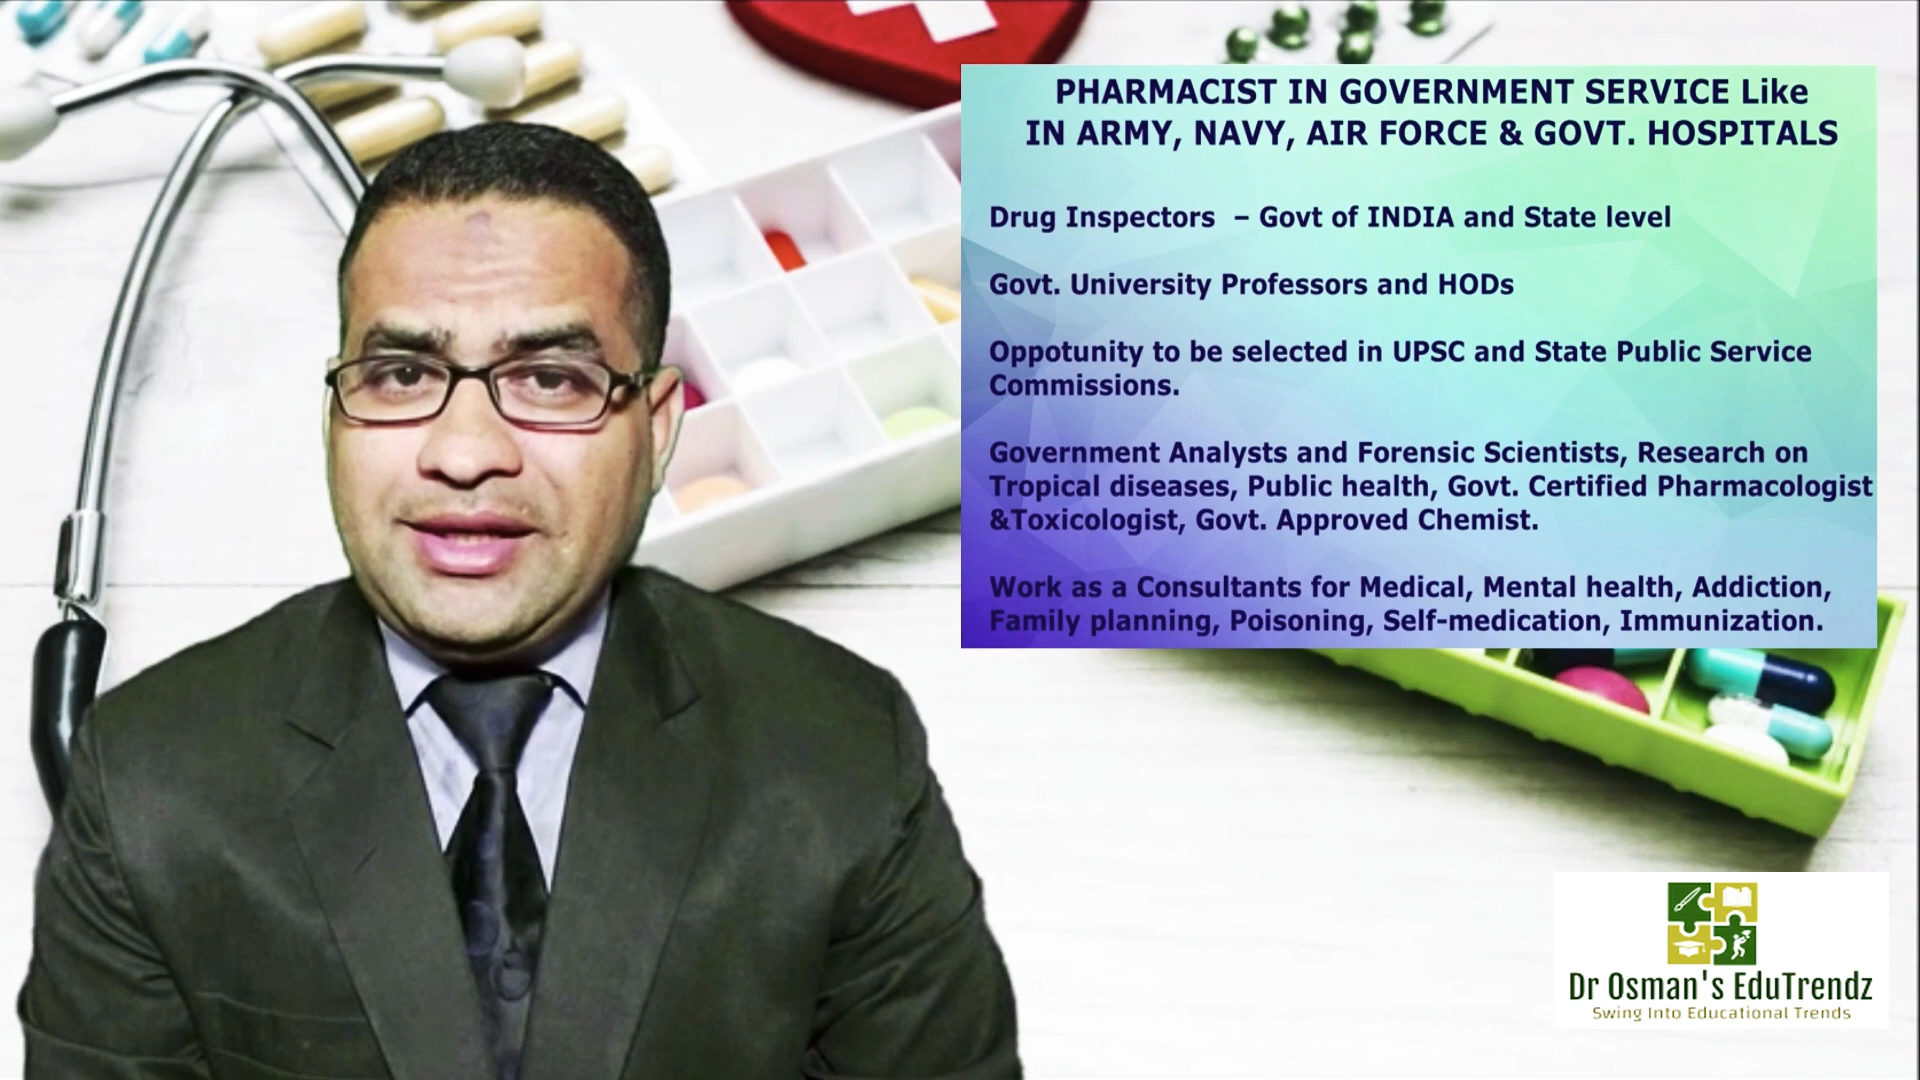 PHARMACIST IN GOVERNMENT SERVICE Like
IN ARMY, NAVY, AIR FORCE & GOVT. HOSPITALS
Drug Inspectors – Govt of INDIA and State level
Govt. University Professors and HODs
Oppotunity to be selected in UPSC and State Public Service
Commissions.
Government Analysts and Forensic Scientists, Research on
Tropical diseases, Public health, Govt. Certified Pharmacologist
&Toxicologist, Govt. Approved Chemist.
Work as a Consultants for Medical, Mental health, Addiction,
Family planning, Poisoning, Self-medication, Immunization.
Dr Osman's EduTrendz
Swing Into Educational Trends